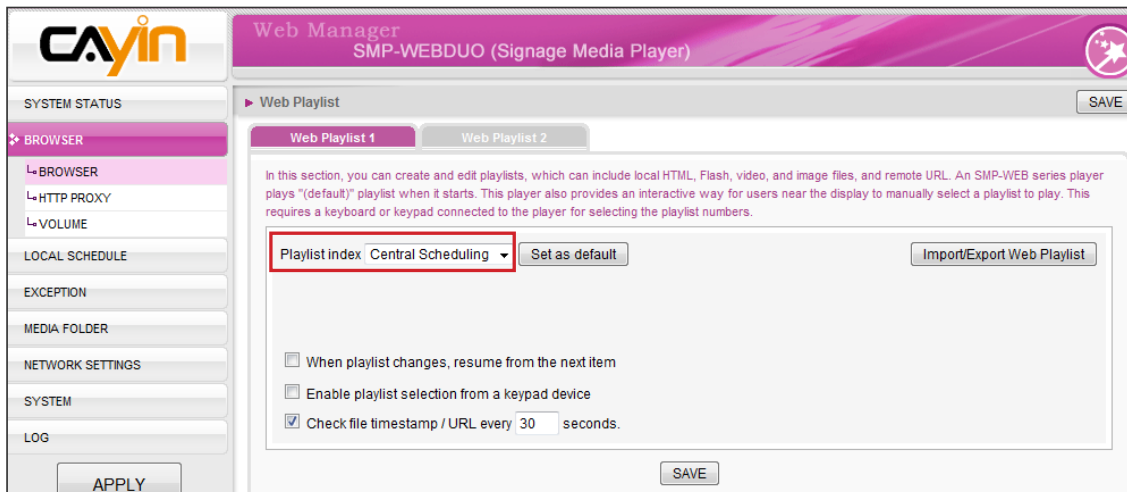 CAYIN
Web Manager
SMP-WEBDUO (Signage Media Player)
SYSTEM STATUS
BROWSER
BROWSER
HTTP PROXY
VOLUME
LOCAL SCHEDULE
EXCEPTION
MEDIA FOLDER
NETWORK SETTINGS
SYSTEM
LOG
APPLY
Web Playlist
SAVE
Web Playlist 1
Web Playlist 2
In this section, you can create and edit playlists, which can include local HTML, Flash, video, and image files, and remote URL. An SMP-WEB series player
plays "(default)" playlist when it starts. This player also provides an interactive way for users near the display to manually select a playlist to play. This
requires a keyboard or keypad connected to the player for selecting the playlist numbers.
Playlist index Central Scheduling Set as default Import/Export Web Playlist
When playlist changes, resume from the next item
Enable playlist selection from a keypad device
Check file timestamp / URL every 30 seconds.
SAVE